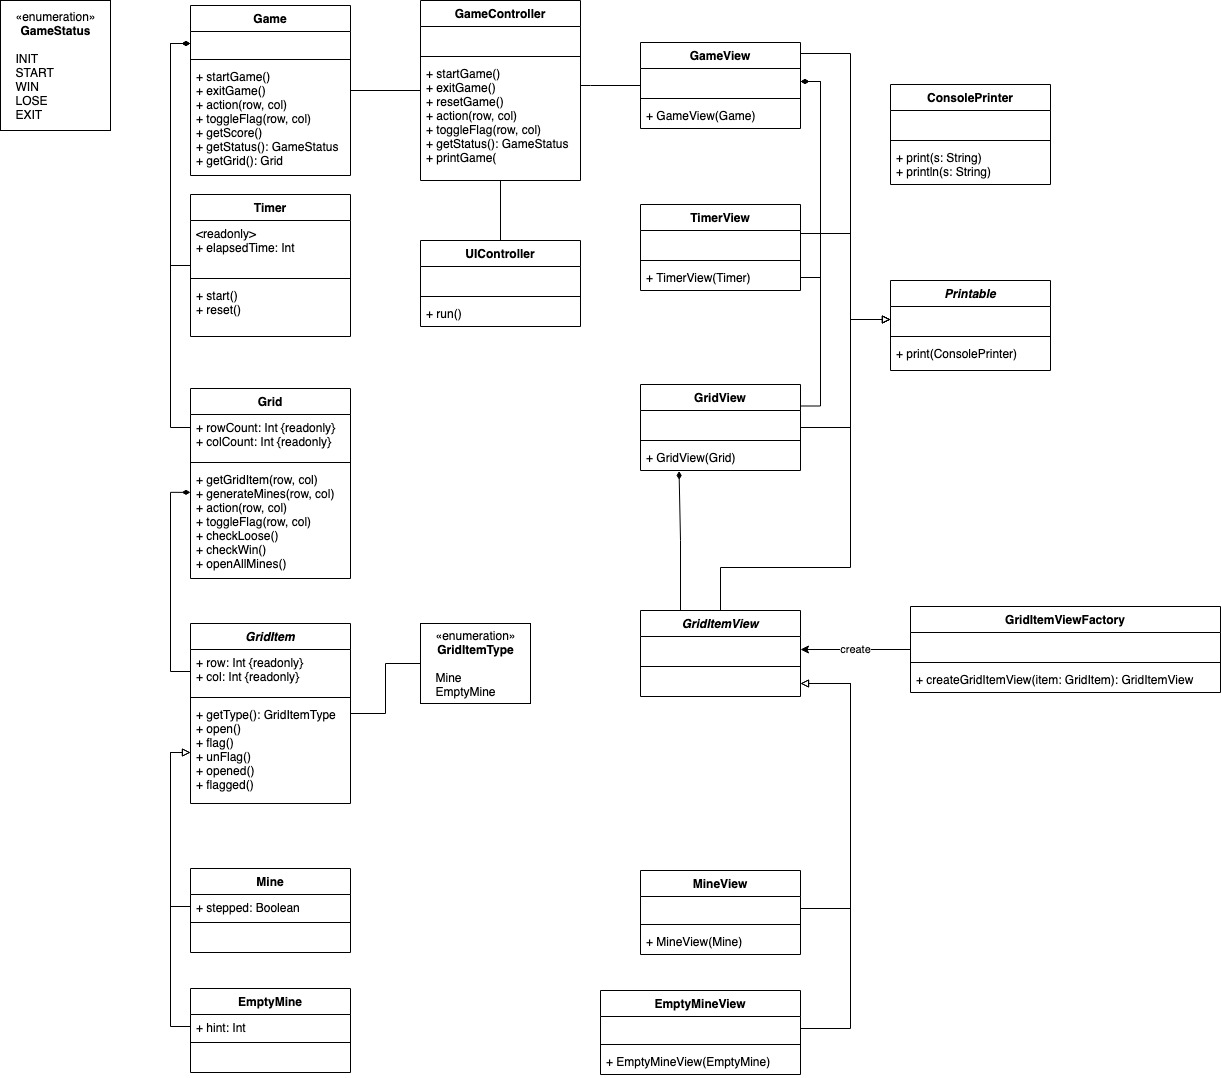 «enumeration»
GameStatus
INIT
START
WIN
LOSE
EXIT
Game
+ startGame()
+ exitGame()
+ action(row, col)
+ toggleFlag(row, col)
+ getScore()
+ getStatus(): GameStatus
+ getGrid(): Grid
GameController
+ startGame()
+ exitGame()
+ resetGame()
+ action(row, col)
+ toggleFlag(row, col)
+ getStatus(): GameStatus
+ printGame(
GameView
+ GameView(Game)
ConsolePrinter
+ print(s: String)
+ println(s: String)
Timer
<readonly>
+ elapsedTime: Int
+ start()
+ reset()
UIController
+ run()
TimerView
+ TimerView(Timer)
Printable
+ print(ConsolePrinter)
Grid
+ rowCount: Int {readonly}
+ colCount: Int {readonly}
+ getGridItem(row, col)
+ generateMines(row, col)
+ action(row, col)
+ toggleFlag(row, col)
+ checkLoose()
+ checkWin()
+ openAllMines()
GridView
+ GridView(Grid)
GridItem
+ row: Int {readonly}
+ col: Int {readonly}
+ getType(): GridItemType
+ open()
+ flag()
+ unFlag()
+ opened()
+ flagged()
«enumeration»
GridItemType
Mine
EmptyMine
GridItemView
create
GridItemViewFactory
+ createGridItemView(item: GridItem): GridItemView
Mine
+ stepped: Boolean
MineView
+ MineView(Mine)
EmptyMine
+ hint: Int
EmptyMineView
+ EmptyMineView(EmptyMine)